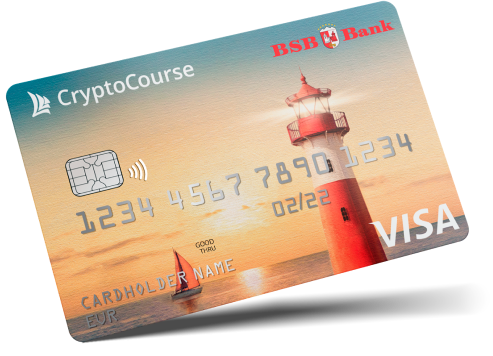 BSB Bank
CryptoCourse
1234 4567 7890 1234
02/22
GOOD
THRU
VISA
CARDHOLDER NAME
EUR